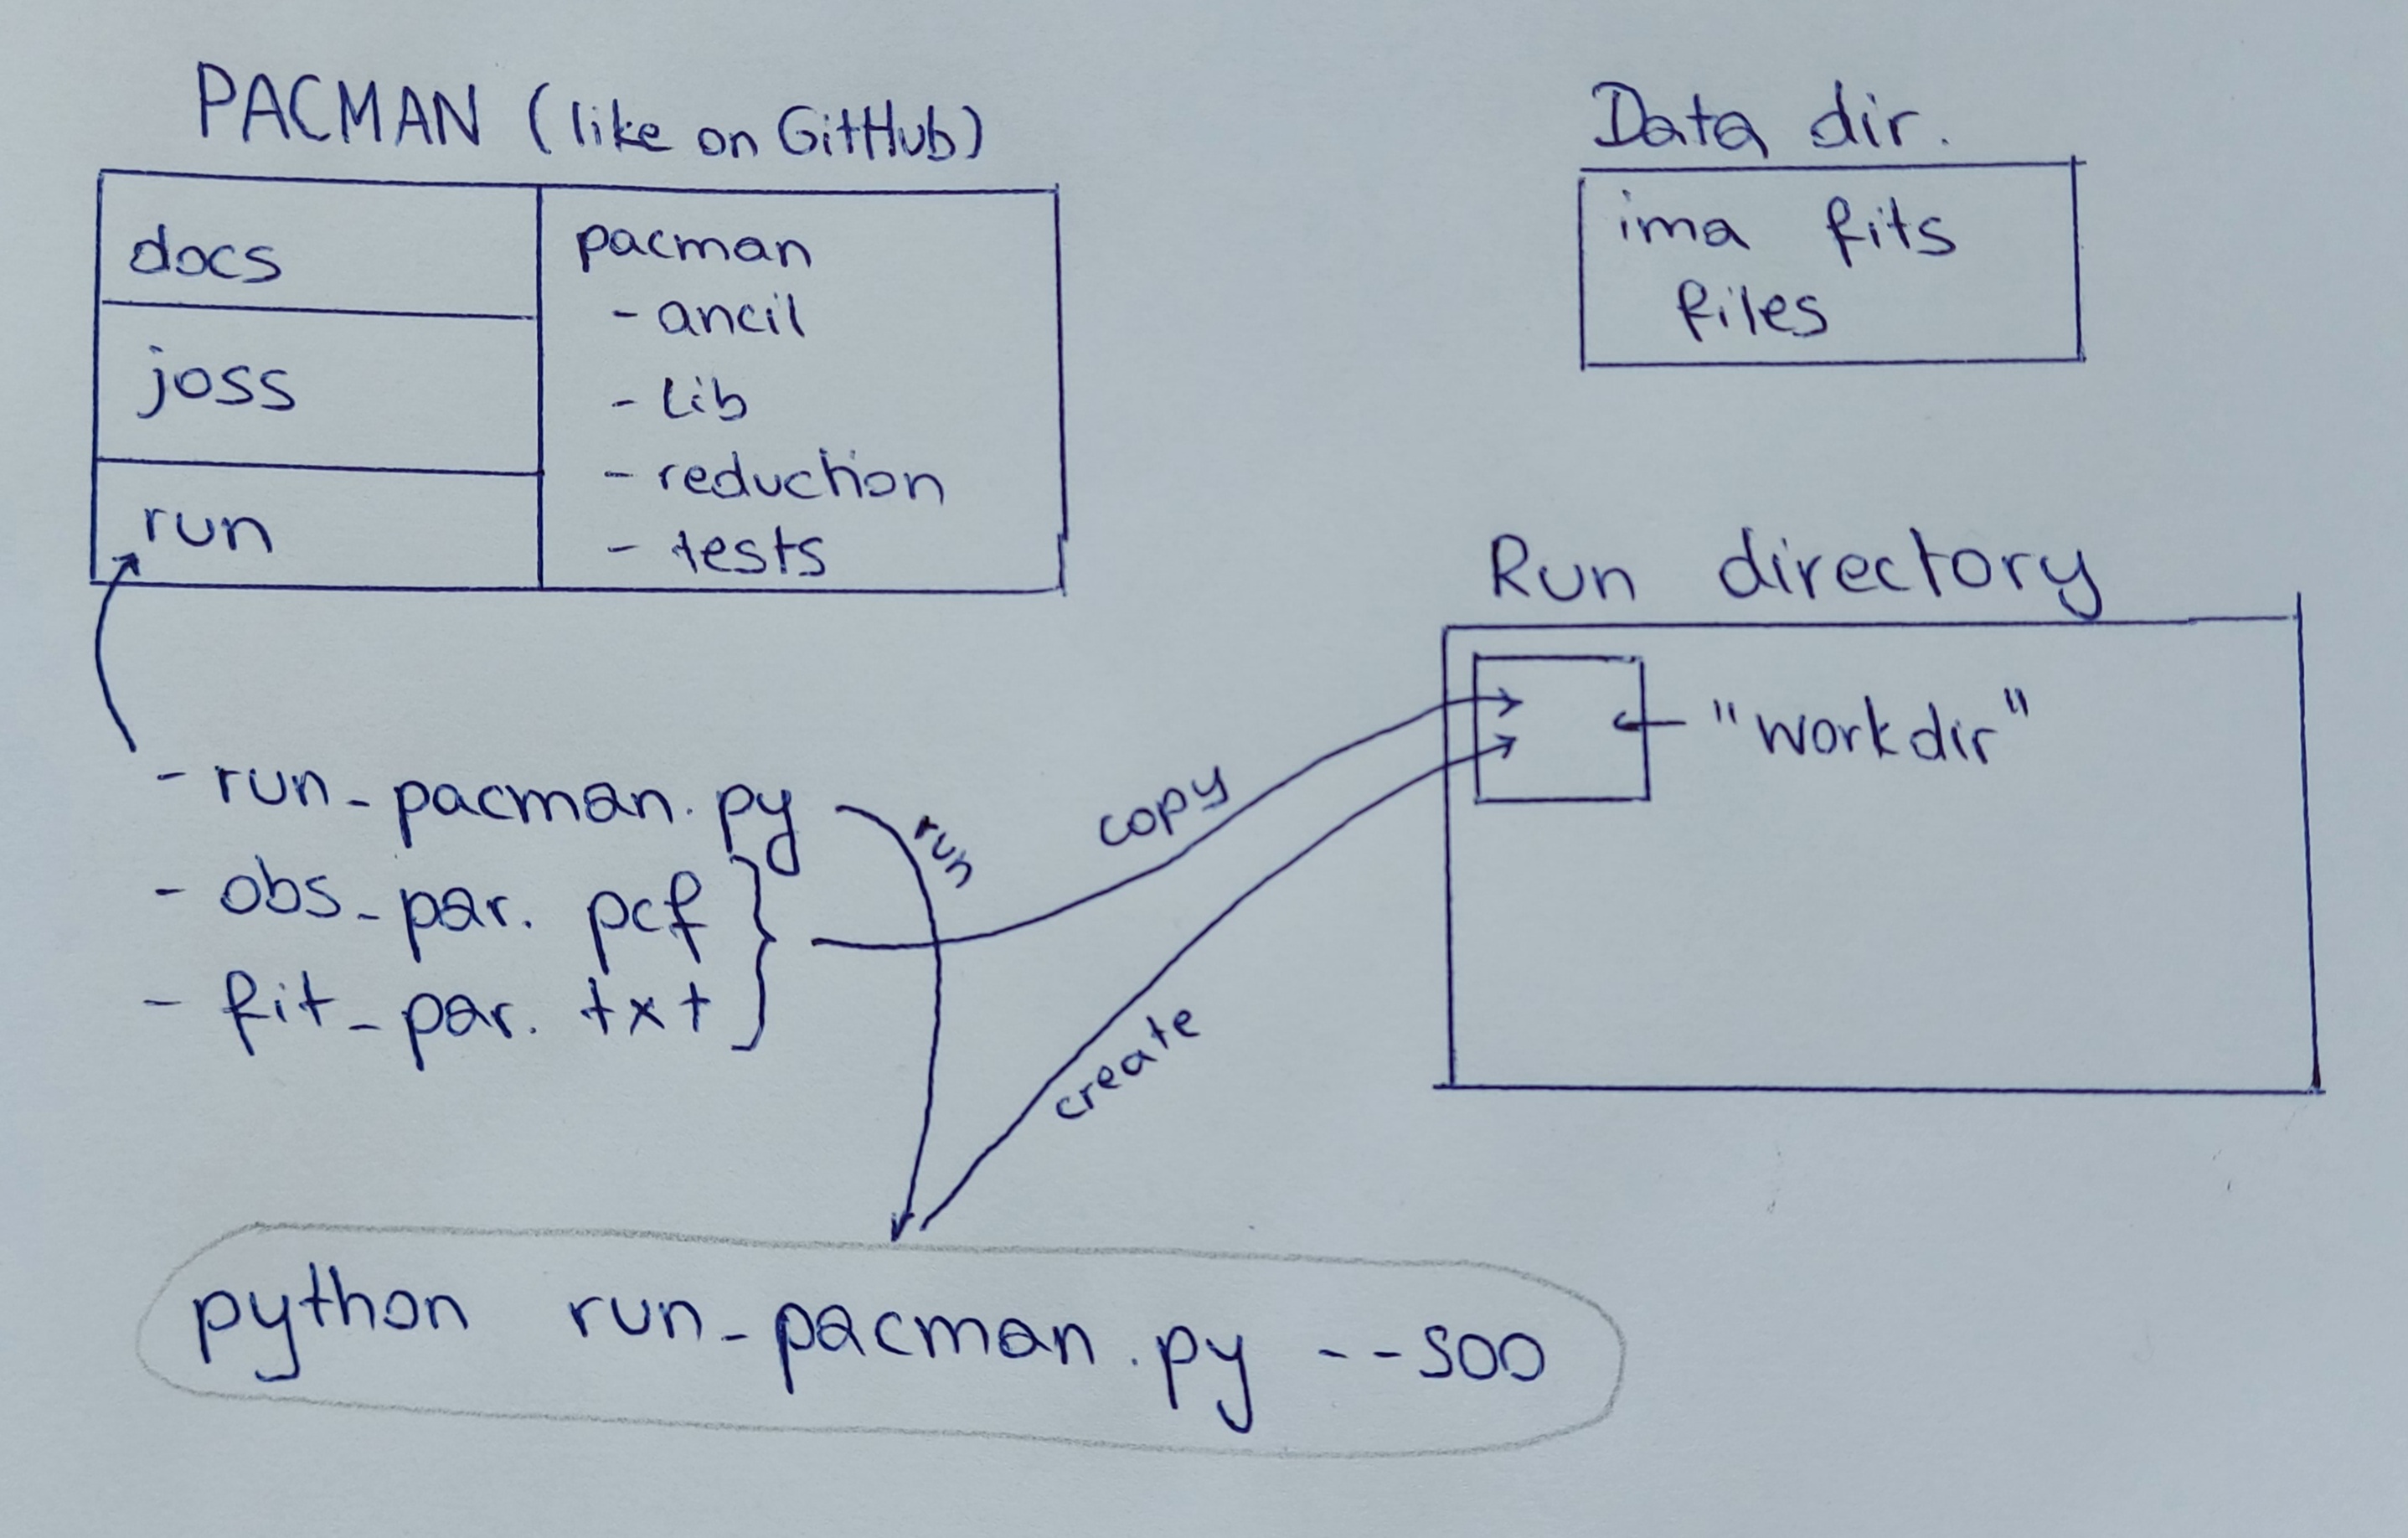 PACMAN (like on GitHub)
docs
joss
run
pacman
- ancil
- lib
- reduction
- tests
Data dir.
ima fits
files
Run directory
"workdir"
- run_pacman.py
- obs_par.pcf
- fit_par.txt
run
copy
create
python run_pacman.py --s00